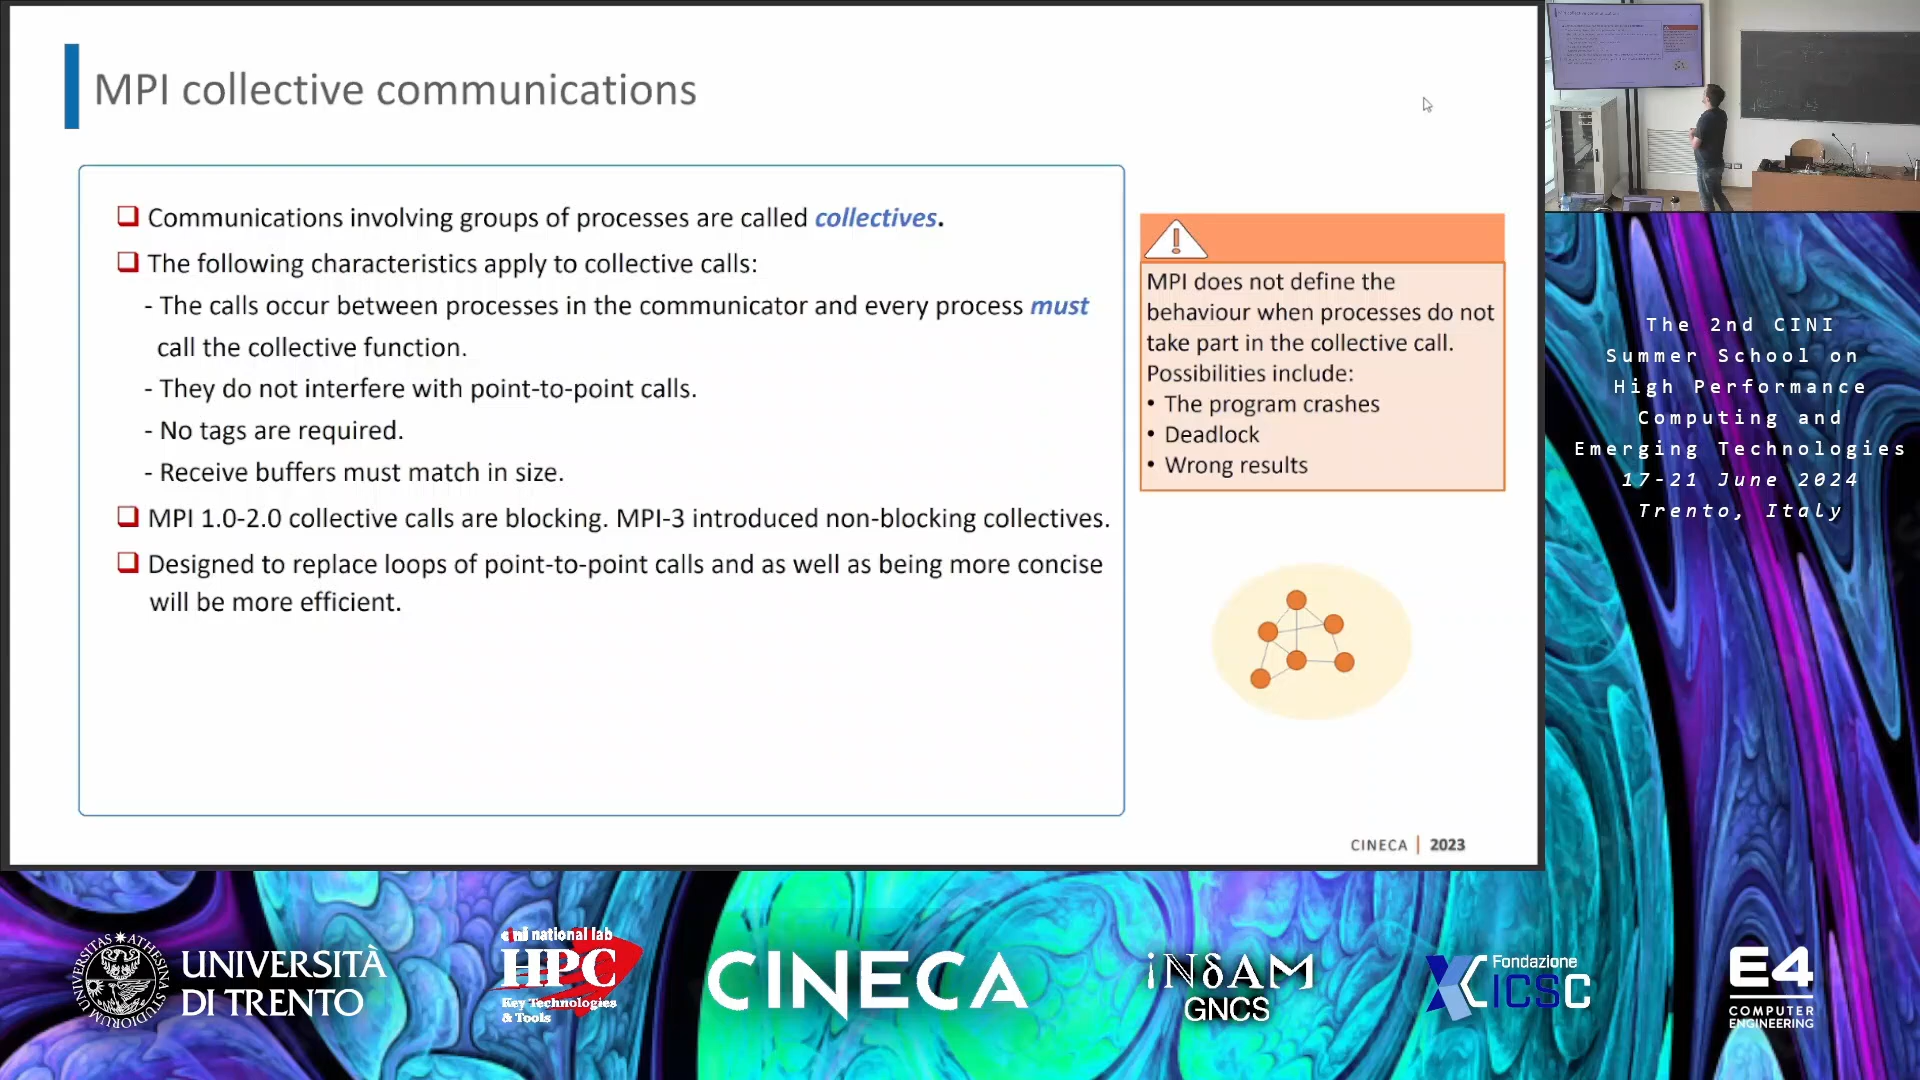 MPI collective communications
Communications involving groups of processes are called collectives.
The following characteristics apply to collective calls:
- The calls occur between processes in the communicator and every process must
call the collective function.
- They do not interfere with point-to-point calls.
- No tags are required.
- Receive buffers must match in size.
MPI 1.0-2.0 collective calls are blocking. MPI-3 introduced non-blocking collectives.
Designed to replace loops of point-to-point calls and as well as being more concise
will be more efficient.
MPI does not define the
behaviour when processes do not
take part in the collective call.
Possibilities include:
• The program crashes
• Deadlock
• Wrong results
CINECA | 2023
The 2nd CINI
Summer School on
High Performance
Computing and
Emerging Technologies
17-21 June 2024
Trento, Italy
UNIVERSITÀ
DI TRENTO
cini national lab
HPC
Key Technologies
& Tools
CINECA
iNδAM
GNCS
Fondazione
ICSC
E4
COMPUTER
ENGINEERING